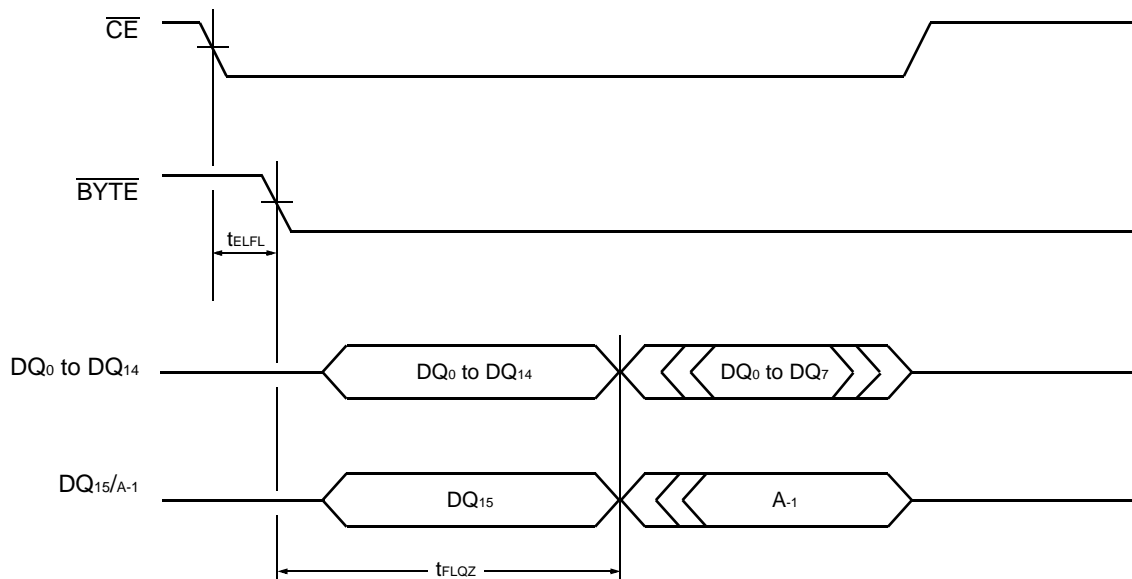 CE
BYTE
tELFL
DQ0 to DQ14
DQ0 to DQ14
DQ0 to DQ7
DQ15/A-1
DQ15
A-1
tFLQZ